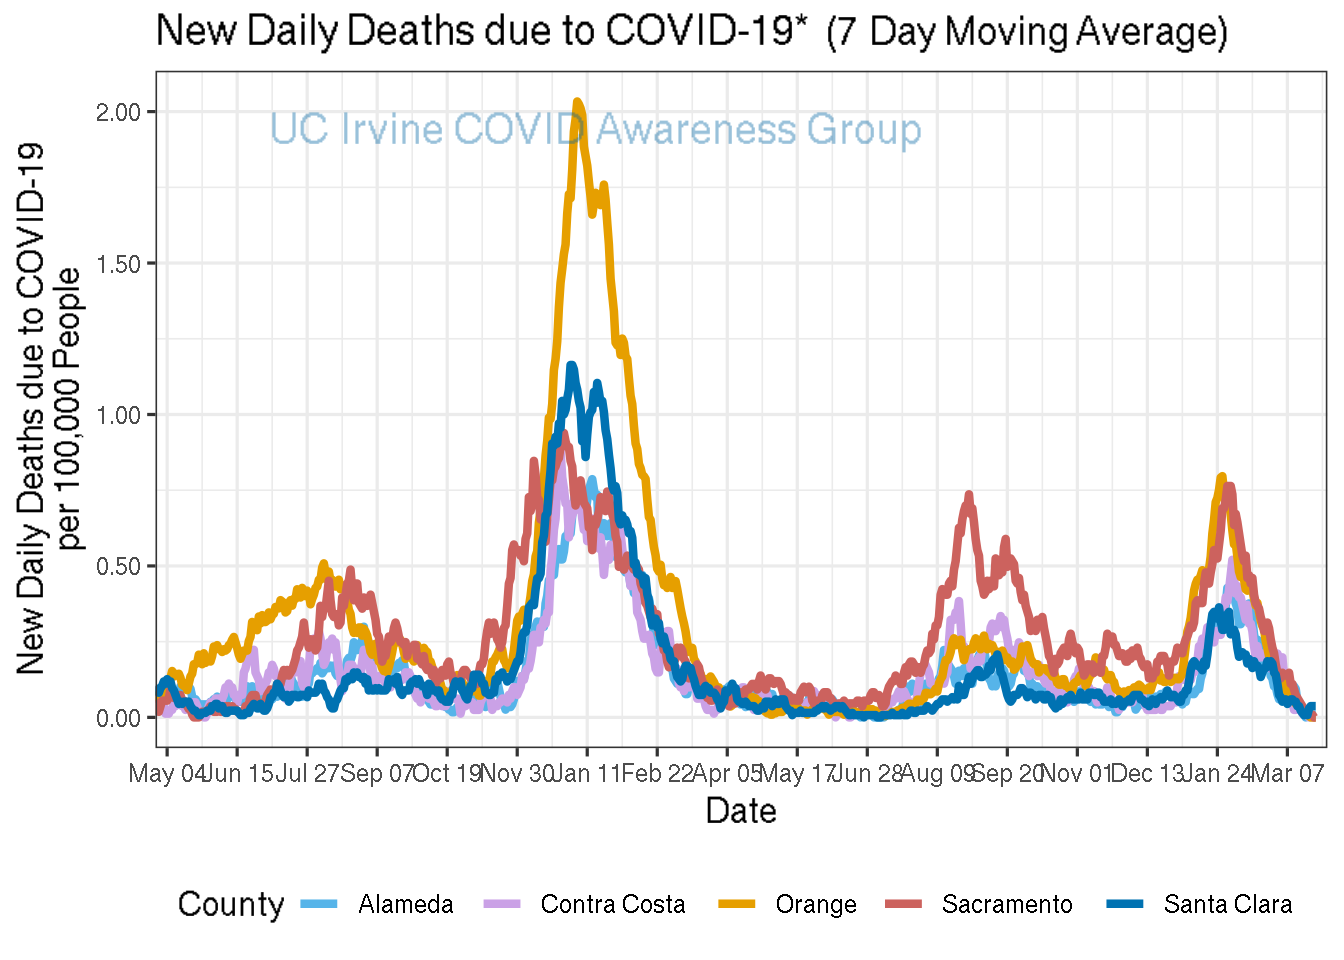 New Daily Deaths due to COVID-19* (7 Day Moving Average)
UC Irvine COVID Awareness Group
New Daily Deaths due to COVID-19
per 100,000 People
2.00
1.50
1.00
0.50
0.00
May 04 Jun 15 Jul 27 Sep 07 Oct 19 Nov 30 Jan 11 Feb 22 Apr 05 May 17 Jun 28 Aug 09 Sep 20 Nov 01 Dec 13 Jan 24 Mar 07
Date
County Alameda Contra Costa Orange Sacramento Santa Clara